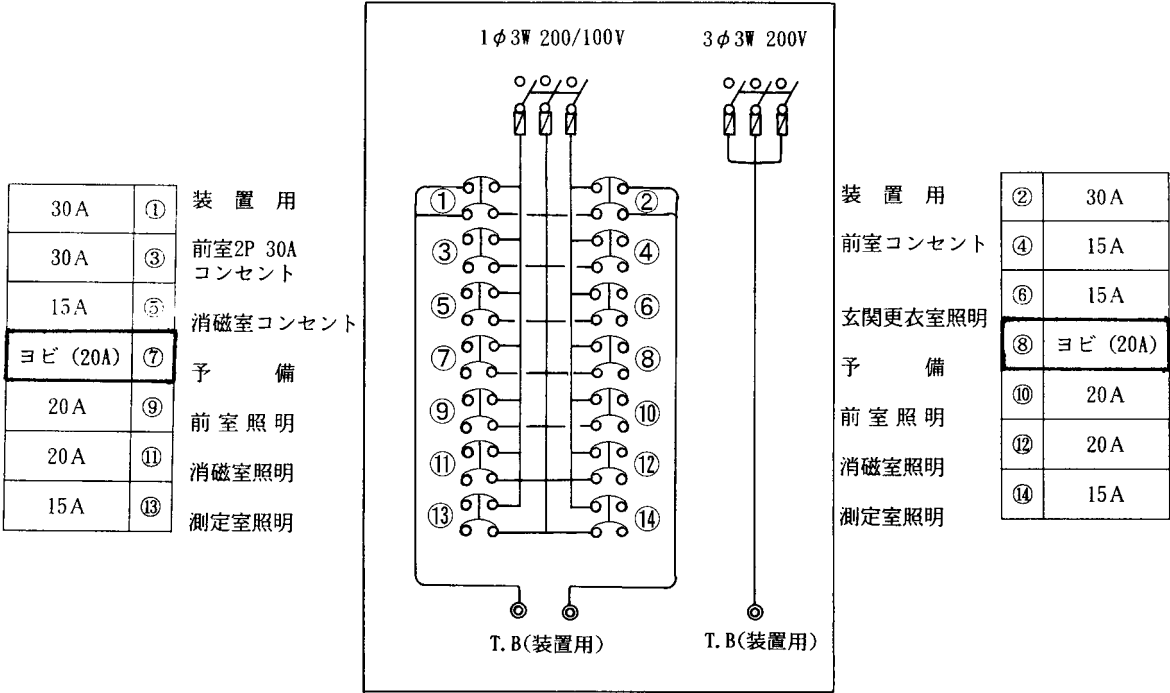 1φ3W 200/100V
3φ3W 200V
30A ① 装置用
30A ③ 前室2P 30A
コンセント
15A ⑤ 消磁室コンセント
ヨビ (20A) ⑦ 予備
20A ⑨ 前室照明
20A ⑪ 消磁室照明
15A ⑬ 測定室照明
① ②
③ ④
⑤ ⑥
⑦ ⑧
⑨ ⑩
⑪ ⑫
⑬ ⑭
T.B(装置用)
T.B(装置用)
装置用 ② 30A
前室コンセント ④ 15A
玄関更衣室照明 ⑥ 15A
予備 ⑧ ヨビ (20A)
前室照明 ⑩ 20A
消磁室照明 ⑫ 20A
測定室照明 ⑭ 15A